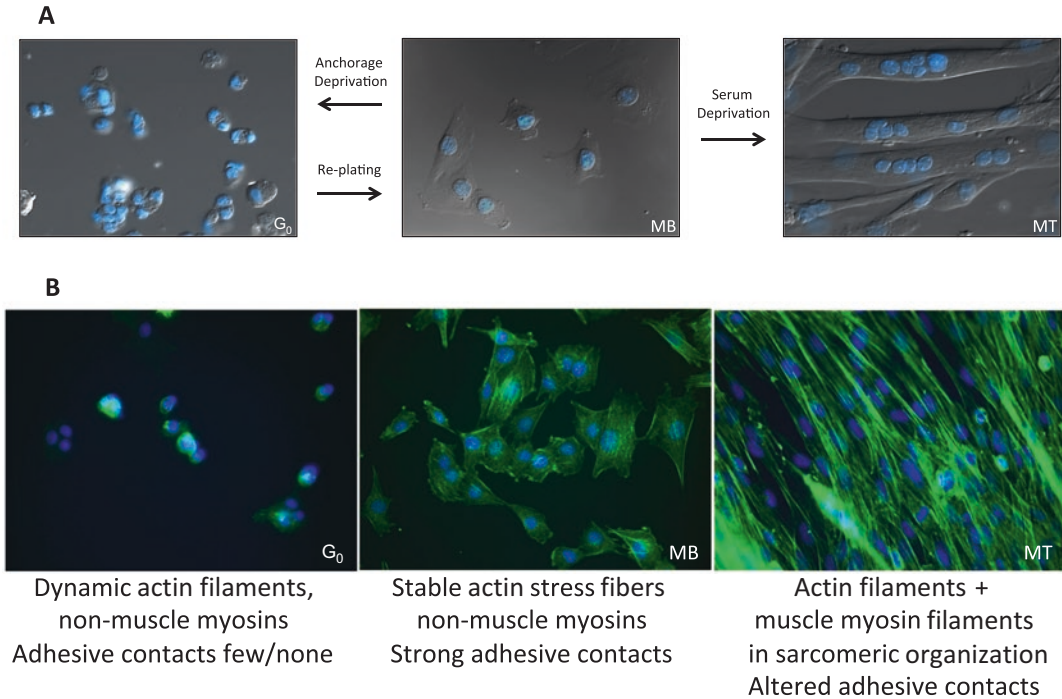 A
Anchorage
Deprivation
Re-plating
Serum
Deprivation
G0
MB
MT
B
G0
MB
MT
Dynamic actin filaments,
non-muscle myosins
Adhesive contacts few/none
Stable actin stress fibers
non-muscle myosins
Strong adhesive contacts
Actin filaments +
muscle myosin filaments
in sarcomeric organization
Altered adhesive contacts